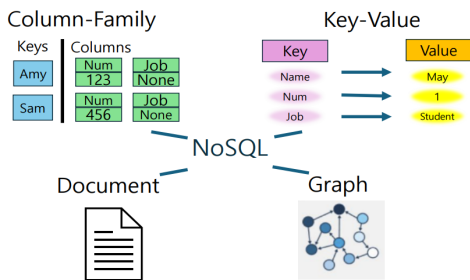 Column-Family
Keys Columns
Amy
Num Job
123 None
Sam
Num Job
456 None
Key-Value
Key Value
Name May
Num 1
Job Student
NoSQL
Document
Graph